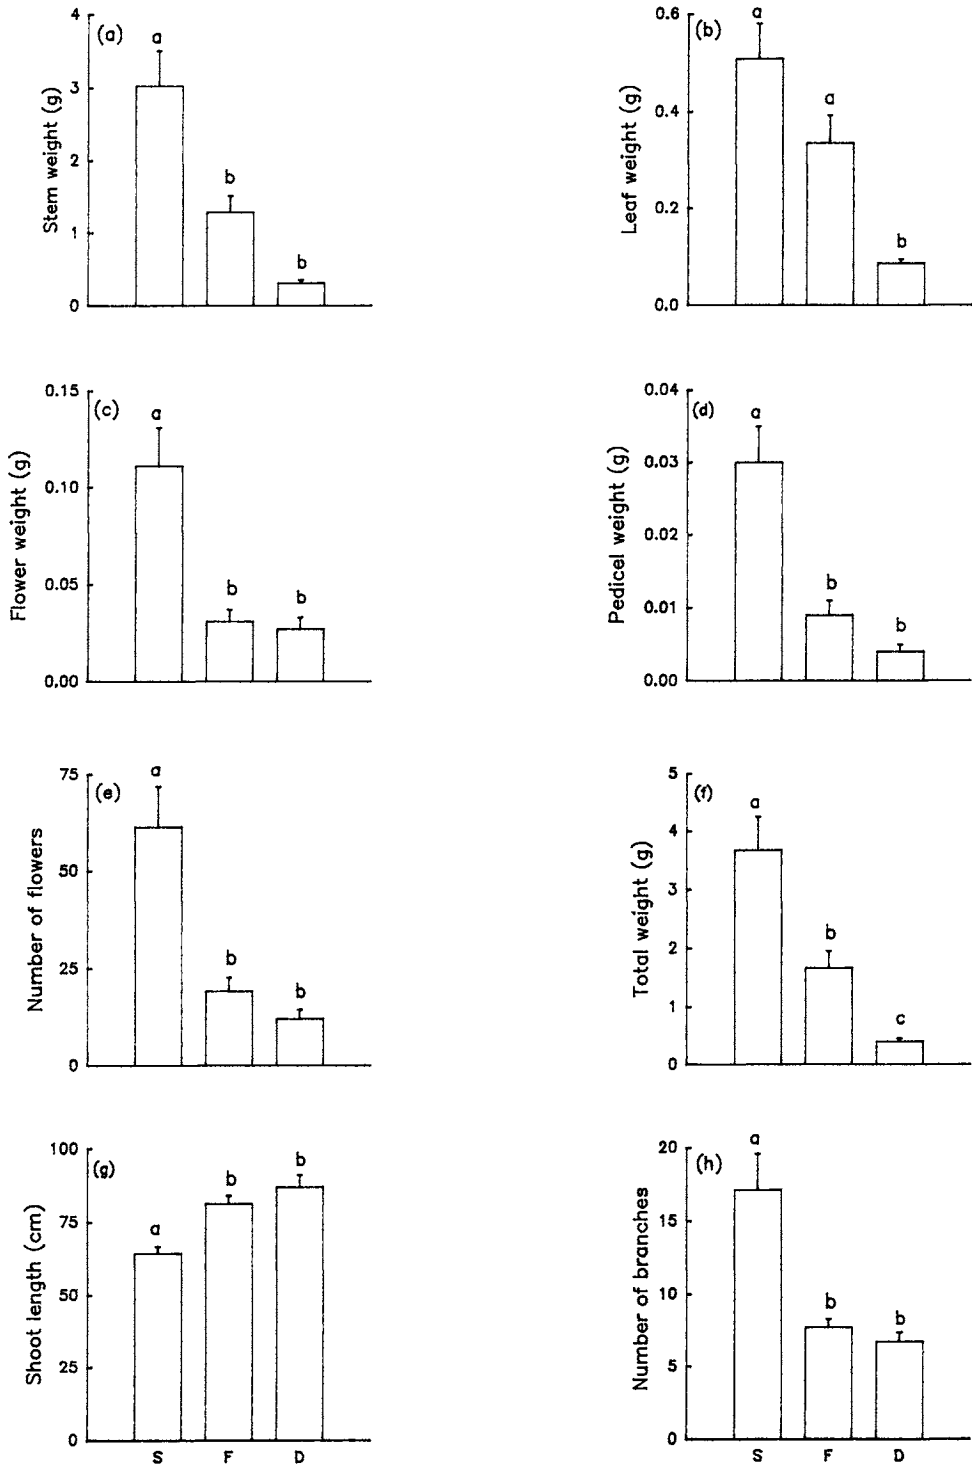 (a)
Stem weight (g)
4
3
2
1
0
a
b
b
(b)
Leaf weight (g)
0.6
0.4
0.2
0.0
a
a
b
(c)
Flower weight (g)
0.15
0.10
0.05
0.00
a
b
b
(d)
Pedicel weight (g)
0.04
0.03
0.02
0.01
0.00
a
b
b
(e)
Number of flowers
75
50
25
0
a
b
b
(f)
Total weight (g)
5
4
3
2
1
0
a
b
c
(g)
Shoot length (cm)
100
75
50
25
0
a
b
b
S F D
(h)
Number of branches
20
15
10
5
0
a
b
b
S F D